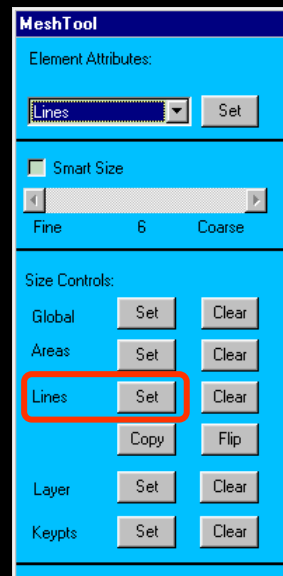 MeshTool
Element Attributes:
Lines Set
Smart Size
Fine 6 Coarse
Size Controls:
Global Set Clear
Areas Set Clear
Lines Set Clear
Copy Flip
Layer Set Clear
Keypts Set Clear